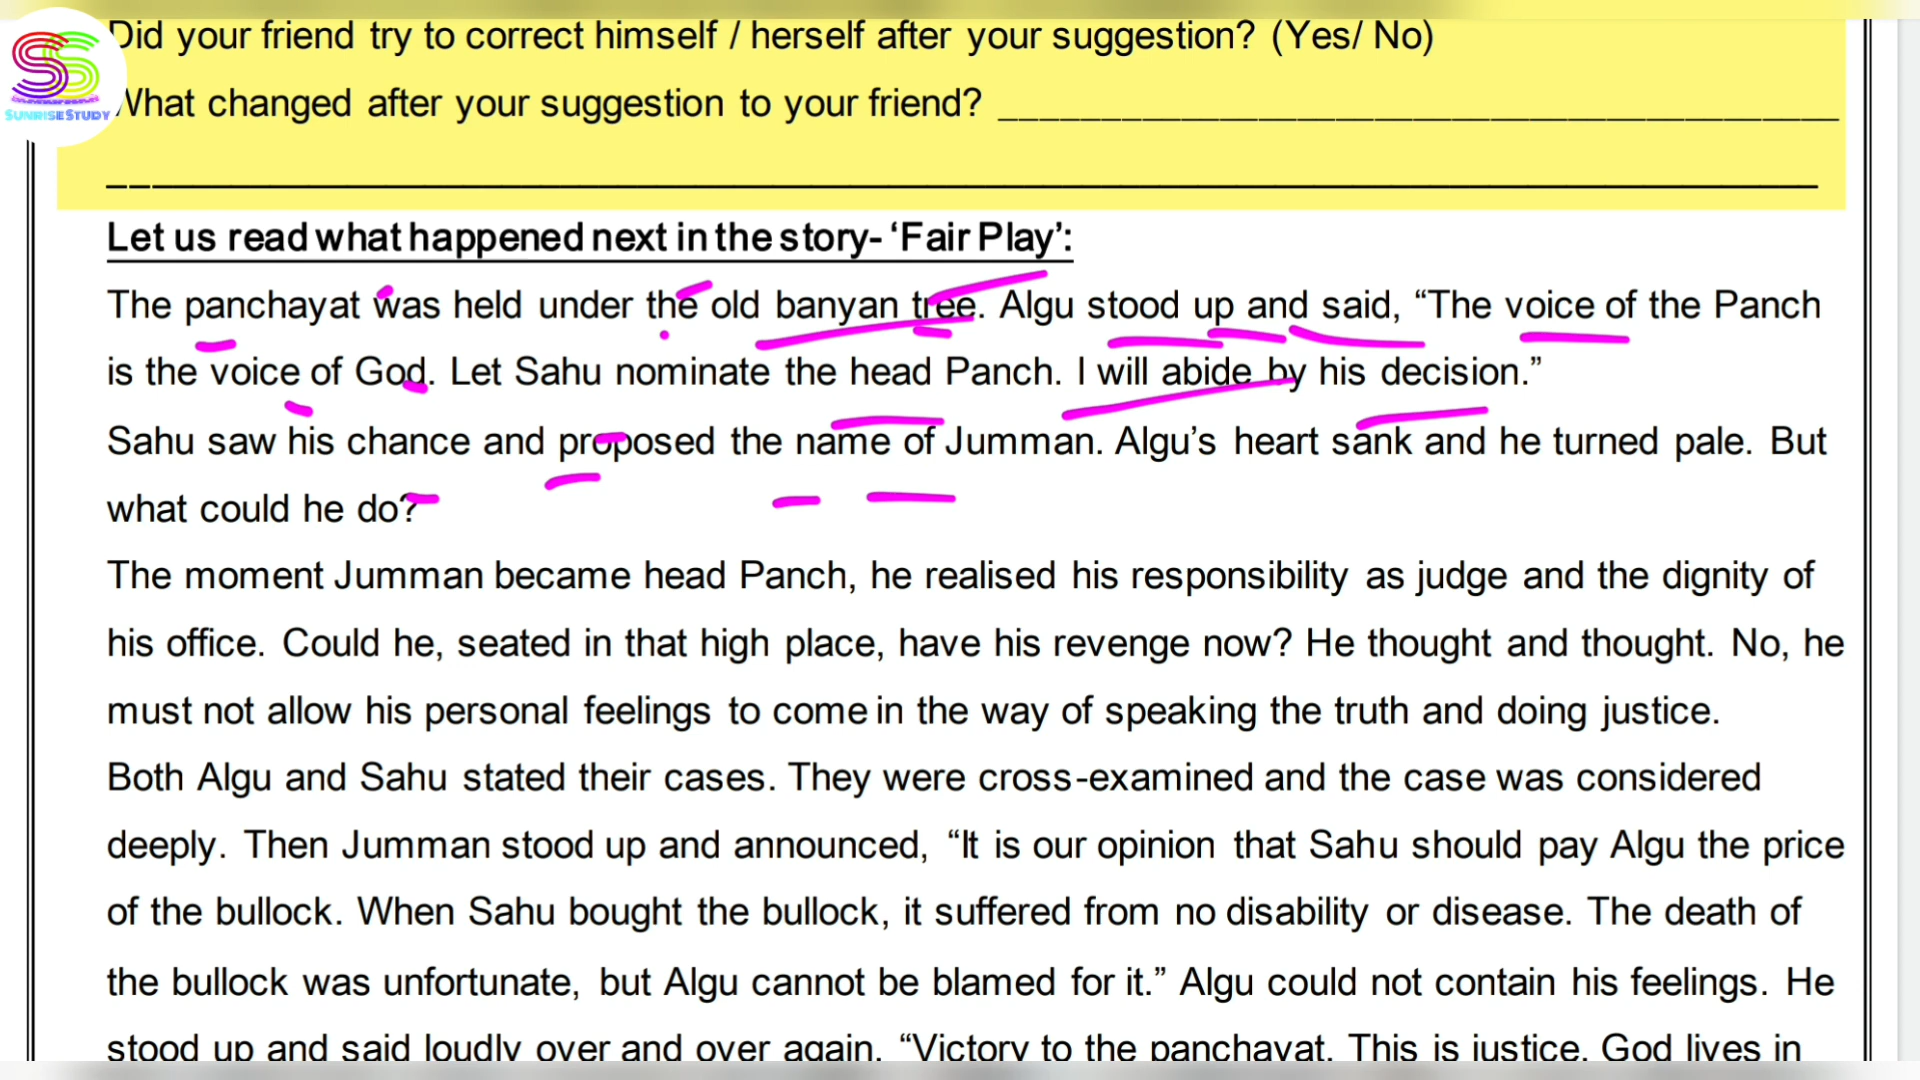 Did your friend try to correct himself / herself after your suggestion? (Yes/ No)
SUNRISESTUDY
What changed after your suggestion to your friend? ___________________________________________
Let us read what happened next in the story- ‘Fair Play’:
The panchayat was held under the old banyan tree. Algu stood up and said, “The voice of the Panch
is the voice of God. Let Sahu nominate the head Panch. I will abide by his decision.”
Sahu saw his chance and proposed the name of Jumman. Algu’s heart sank and he turned pale. But
what could he do?
The moment Jumman became head Panch, he realised his responsibility as judge and the dignity of
his office. Could he, seated in that high place, have his revenge now? He thought and thought. No, he
must not allow his personal feelings to come in the way of speaking the truth and doing justice.
Both Algu and Sahu stated their cases. They were cross-examined and the case was considered
deeply. Then Jumman stood up and announced, “It is our opinion that Sahu should pay Algu the price
of the bullock. When Sahu bought the bullock, it suffered from no disability or disease. The death of
the bullock was unfortunate, but Algu cannot be blamed for it.” Algu could not contain his feelings. He
stood up and said loudly over and over again, “Victory to the panchayat. This is justice. God lives in